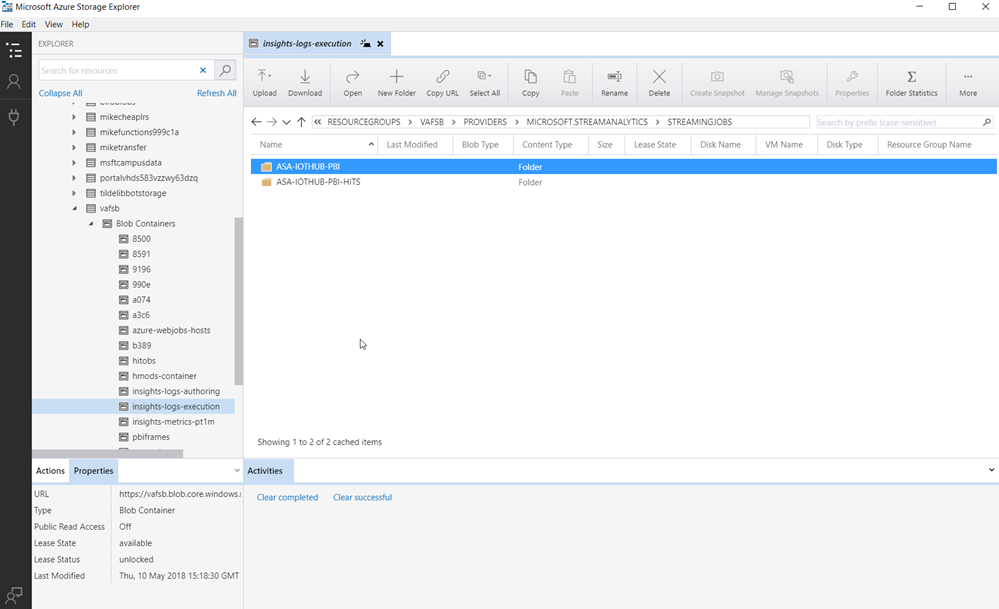 Microsoft Azure Storage Explorer
File Edit View Help
EXPLORER
Search for resources
Collapse All Refresh All
mikecheaplrs
mikefunctions999c1a
miketransfer
msftcampusdata
portalvhds583vzzwy63dzq
tildelibbotstorage
vafsb
Blob Containers
8500
8591
9196
990e
a074
a3c6
azure-webjobs-hosts
b389
hitobs
hmods-container
insights-logs-authoring
insights-logs-execution
insights-metrics-pt1m
pbiframes
insights-logs-execution
Upload Download Open New Folder Copy URL Select All Copy Paste Rename Delete Create Snapshot Manage Snapshots Properties Folder Statistics More
RESOURCEGROUPS > VAFSB > PROVIDERS > MICROSOFT.STREAMANALYTICS > STREAMINGJOBS
Search by prefix (case-sensitive)
Name Last Modified Blob Type Content Type Size Lease State Disk Name VM Name Disk Type Resource Group Name
ASA-IOTHUB-PBI Folder
ASA-IOTHUB-PBI-HITS Folder
Showing 1 to 2 of 2 cached items
Actions Properties
URL https://vafsb.blob.core.windows.
Type Blob Container
Public Read Access Off
Lease State available
Lease Status unlocked
Last Modified Thu, 10 May 2018 15:18:30 GMT
Activities
Clear completed Clear successful